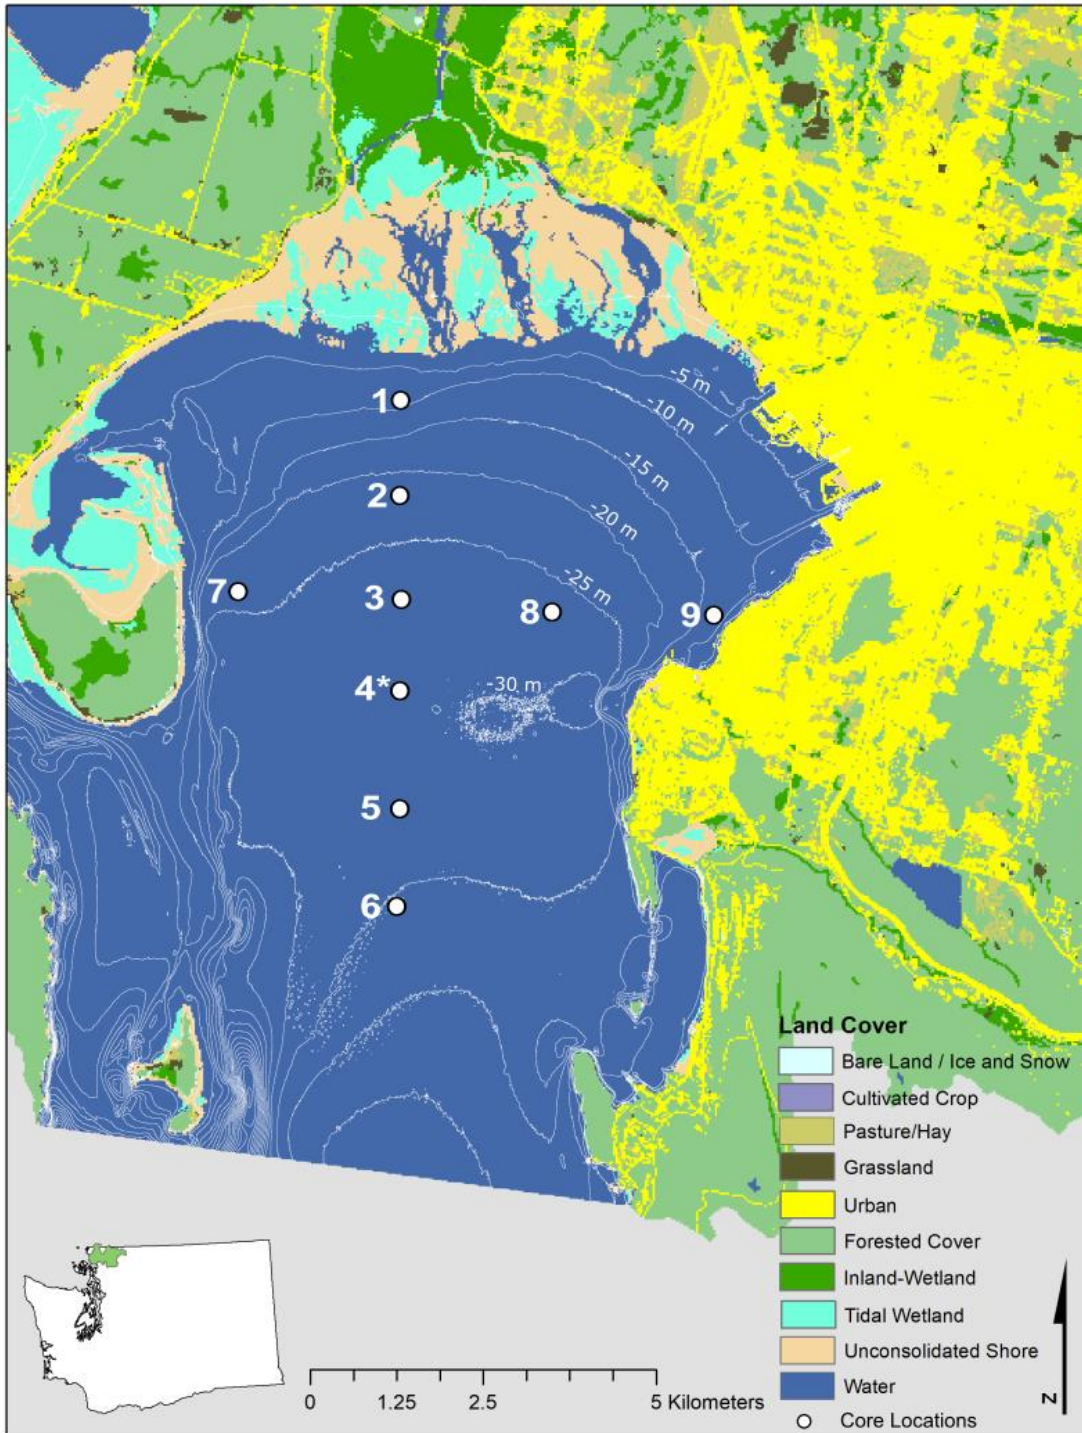 -5 m
1
-10 m
-15 m
2
-20 m
-25 m
7
3
8
9
4*
-30 m
5
6
Land Cover
Bare Land / Ice and Snow
Cultivated Crop
Pasture/Hay
Grassland
Urban
Forested Cover
Inland-Wetland
Tidal Wetland
Unconsolidated Shore
Water
Core Locations
0 1.25 2.5 5 Kilometers
N